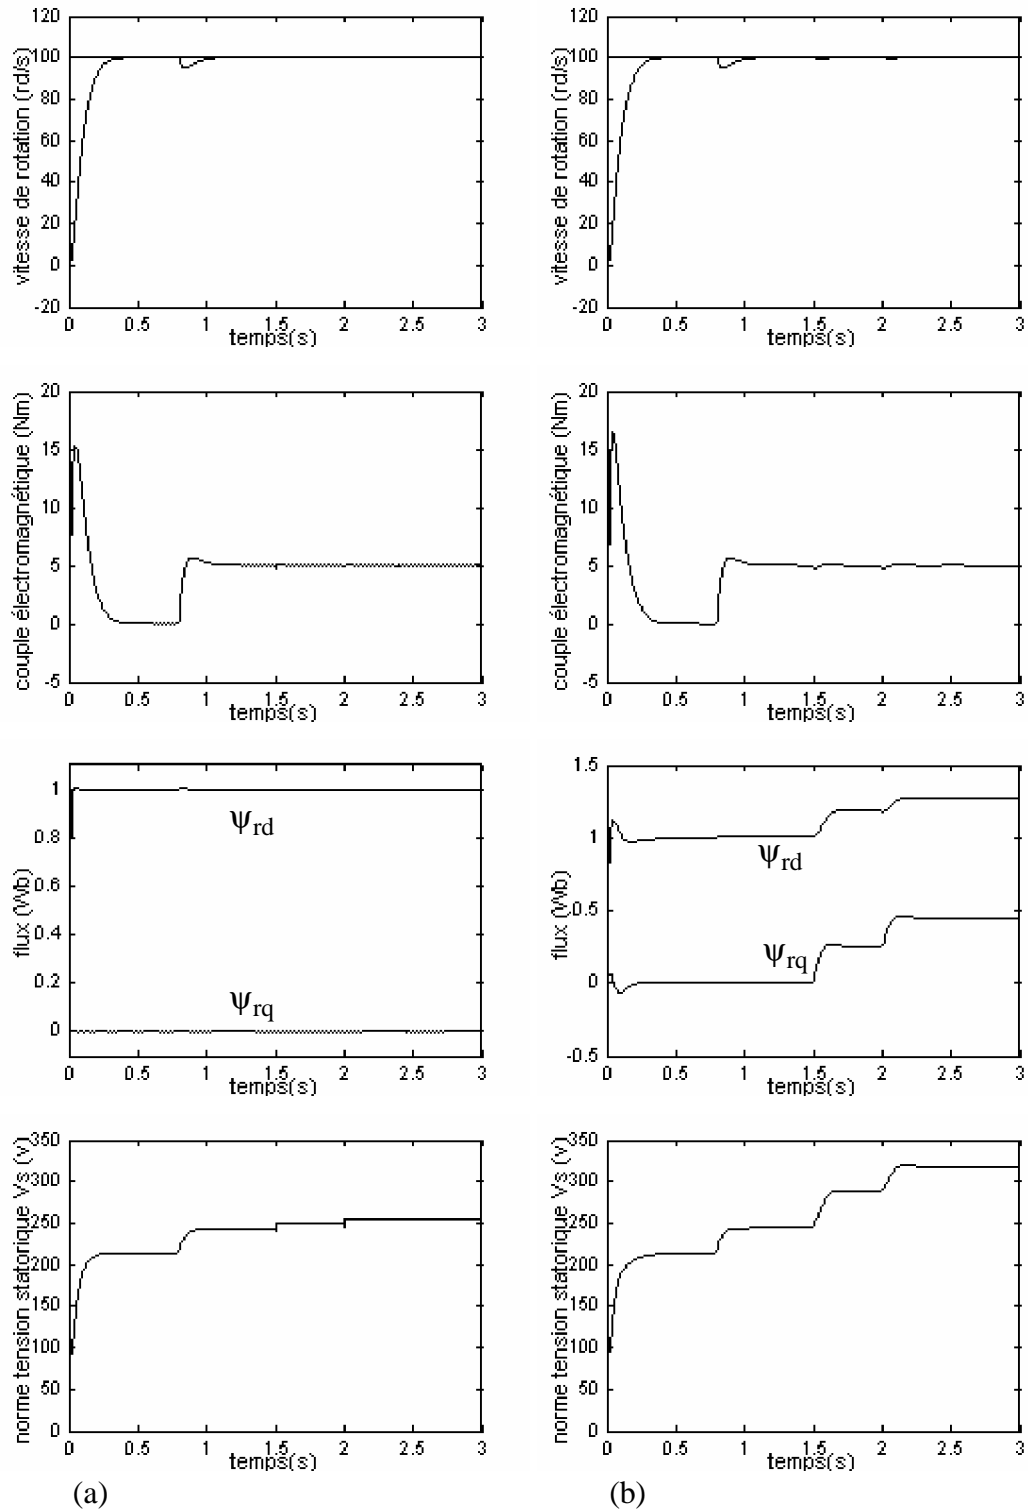 120
100
80
60
40
20
0
-20
vitesse de rotation (rd/s)
0 0.5 1 1.5 2 2.5 3
temps(s)
120
100
80
60
40
20
0
-20
vitesse de rotation (rd/s)
0 0.5 1 1.5 2 2.5 3
temps(s)
20
15
10
5
0
-5
couple électromagnétique (Nm)
0 0.5 1 1.5 2 2.5 3
temps(s)
20
15
10
5
0
-5
couple électromagnétique (Nm)
0 0.5 1 1.5 2 2.5 3
temps(s)
1
0.8
0.6
0.4
0.2
0
flux (Wb)
ψrd
ψrq
0 0.5 1 1.5 2 2.5 3
temps(s)
1.5
1
0.5
0
-0.5
flux (Wb)
ψrd
ψrq
0 0.5 1 1.5 2 2.5 3
temps(s)
350
300
250
200
150
100
50
0
norme tension statorique Vs (v)
0 0.5 1 1.5 2 2.5 3
temps(s)
350
300
250
200
150
100
50
0
norme tension statorique Vs (v)
0 0.5 1 1.5 2 2.5 3
temps(s)
(a)
(b)